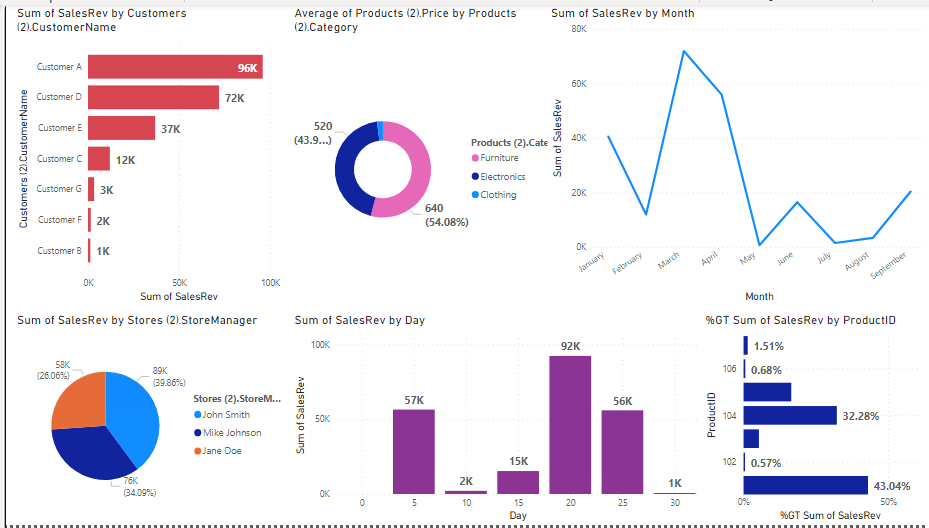 Sum of SalesRev by Customers
(2).CustomerName
Customers (2).CustomerName
Customer A
96K
Customer D
72K
Customer E
37K
Customer C
12K
Customer G
3K
Customer F
2K
Customer B
1K
0K
50K
100K
Sum of SalesRev
Average of Products (2).Price by Products
(2).Category
520
(43.9...)
640
(54.08%)
Products (2).Cate
Furniture
Electronics
Clothing
Sum of SalesRev by Month
Sum of SalesRev
80K
60K
40K
20K
0K
January
February
March
April
May
June
July
August
September
Month
Sum of SalesRev by Stores (2).StoreManager
58K
(26.06%)
89K
(39.86%)
76K
(34.09%)
Stores (2).StoreM...
John Smith
Mike Johnson
Jane Doe
Sum of SalesRev by Day
Sum of SalesRev
100K
50K
0K
57K
2K
15K
92K
56K
1K
0
5
10
15
20
25
30
Day
%GT Sum of SalesRev by ProductID
ProductID
1.51%
106
0.68%
104
32.28%
102
0.57%
43.04%
0%
50%
%GT Sum of SalesRev